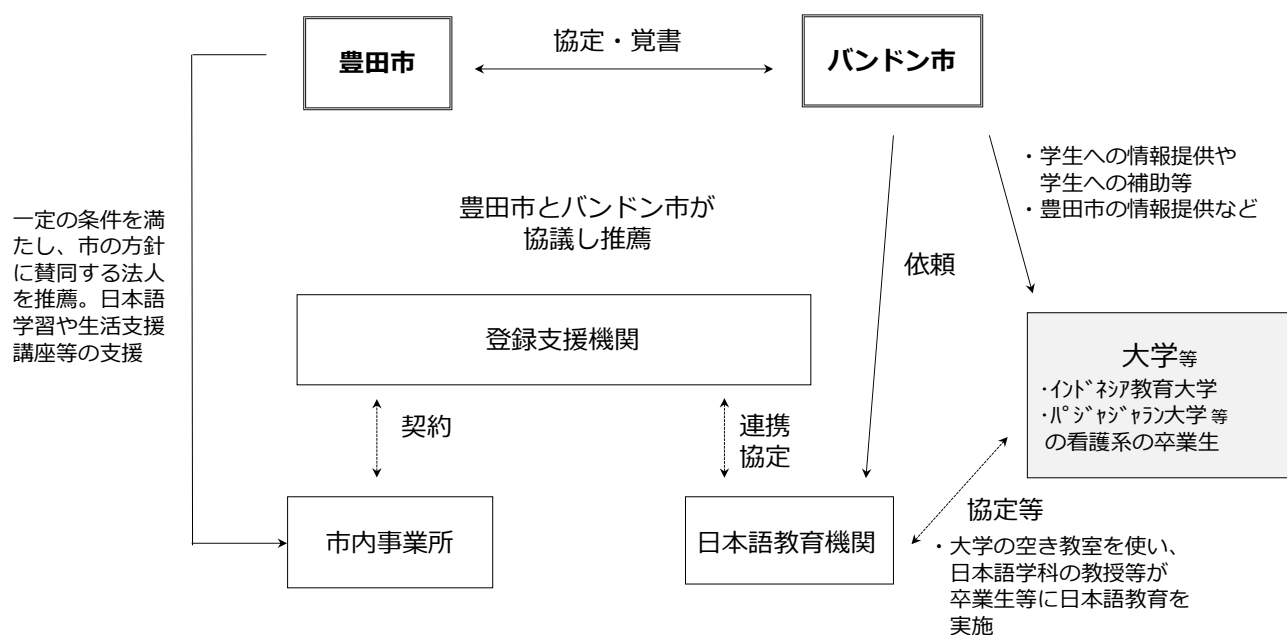 豊田市
協定・覚書
バンドン市
・学生への情報提供や
学生への補助等
・豊田市の情報提供など
豊田市とバンドン市が
協議し推薦
一定の条件を満
たし、市の方針
に賛同する法人
を推薦。日本語
学習や生活支援
講座等の支援
依頼
登録支援機関
大学等
・ｲﾝﾄﾞﾈｼｱ教育大学
・ﾊﾟｼﾞｬｼﾞｬﾗﾝ大学 等
の看護系の卒業生
契約
連携
協定
市内事業所
日本語教育機関
協定等
・大学の空き教室を使い、
日本語学科の教授等が
卒業生等に日本語教育を
実施